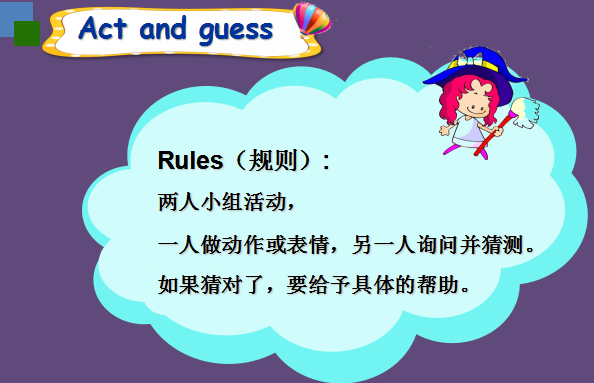 Act and guess
Rules（规则）:
两人小组活动，
一人做动作或表情，另一人询问并猜测。
如果猜对了，要给予具体的帮助。